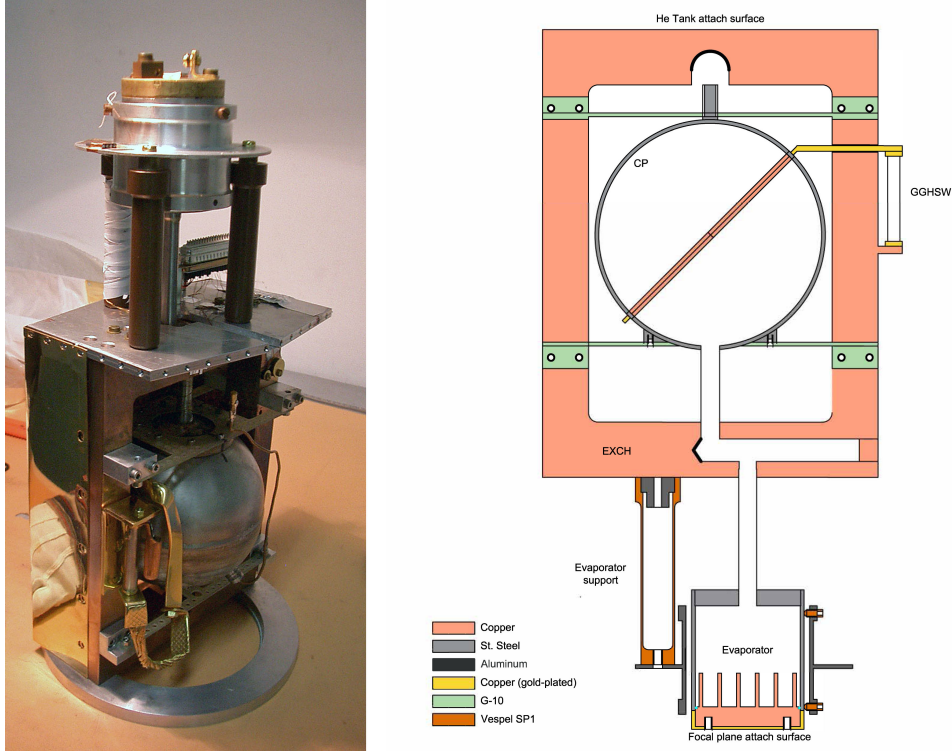 He Tank attach surface
CP
GGHSW
EXCH
Evaporator
support
Copper
St. Steel
Aluminum
Copper (gold-plated)
G-10
Vespel SP1
Evaporator
Focal plane attach surface